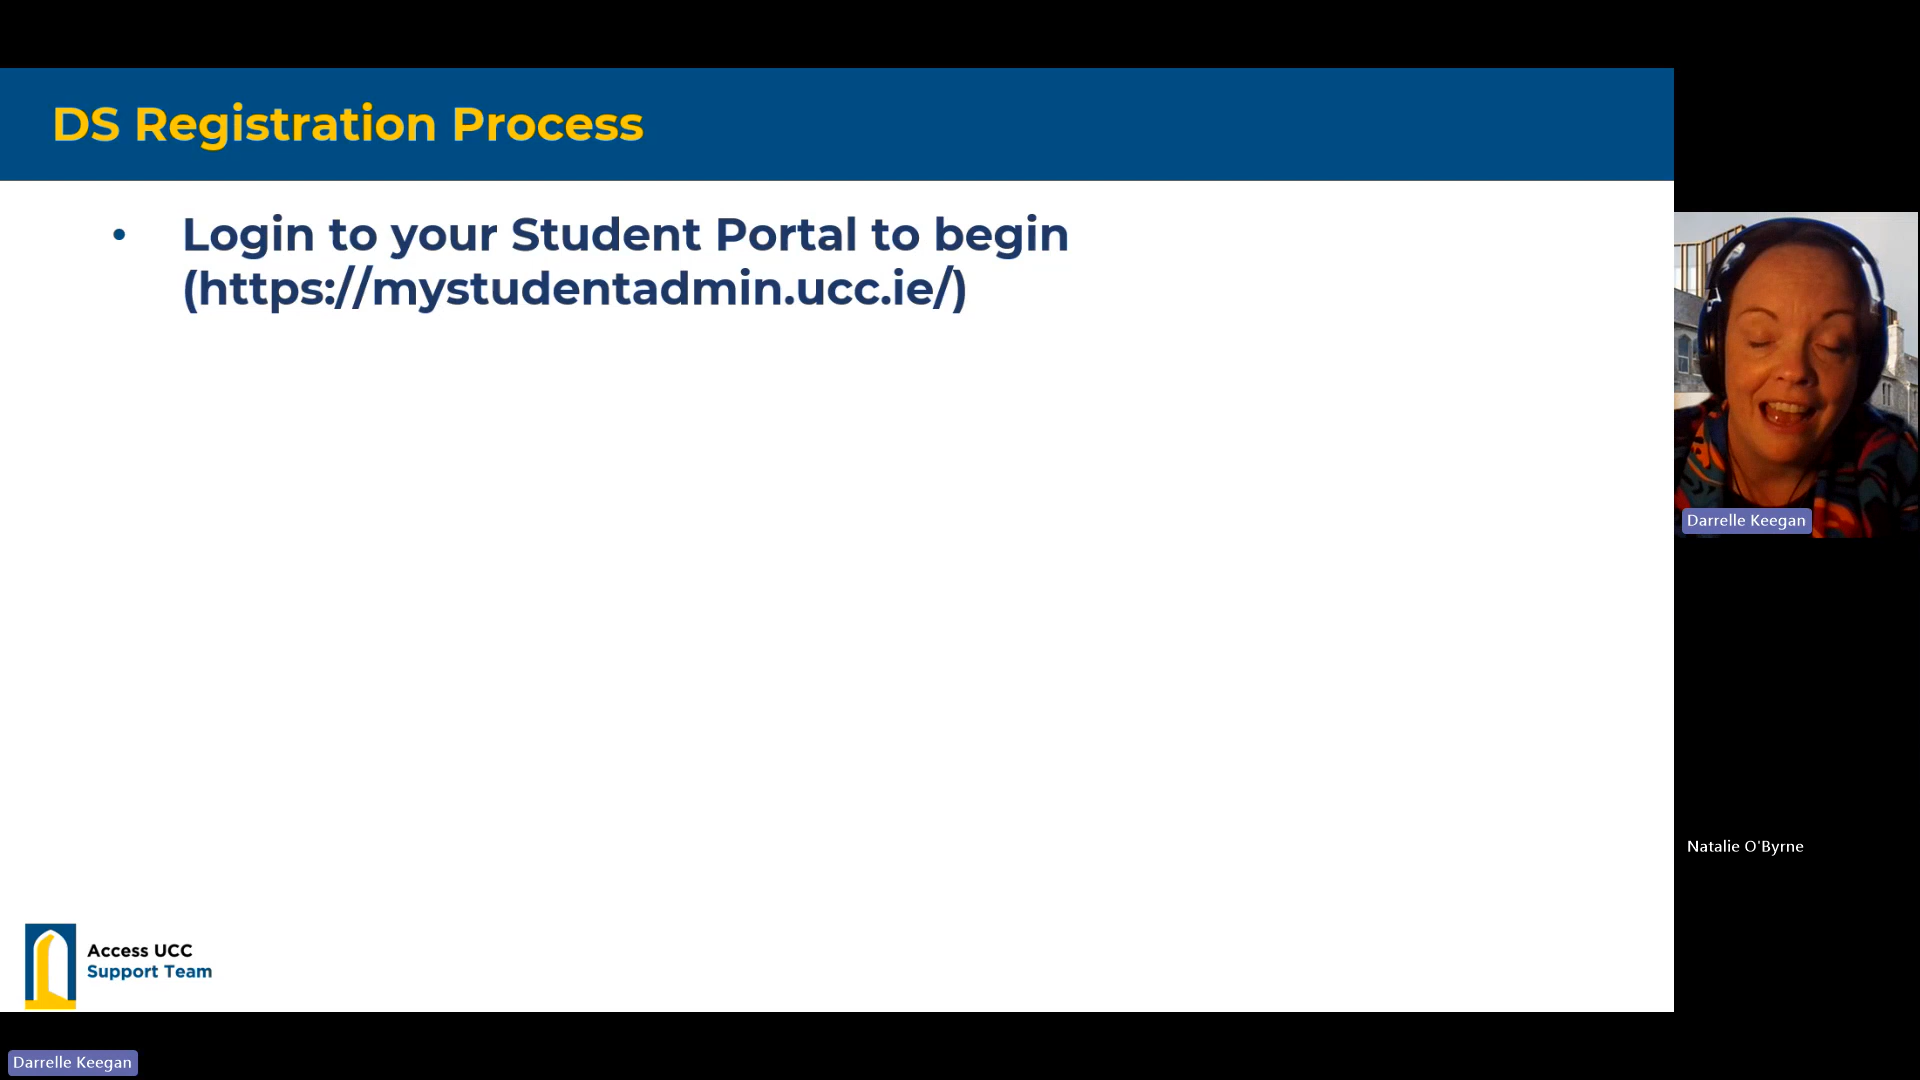 DS Registration Process
• Login to your Student Portal to begin
(https://mystudentadmin.ucc.ie/)
Darrelle Keegan
Natalie O'Byrne
Access UCC
Support Team
Darrelle Keegan